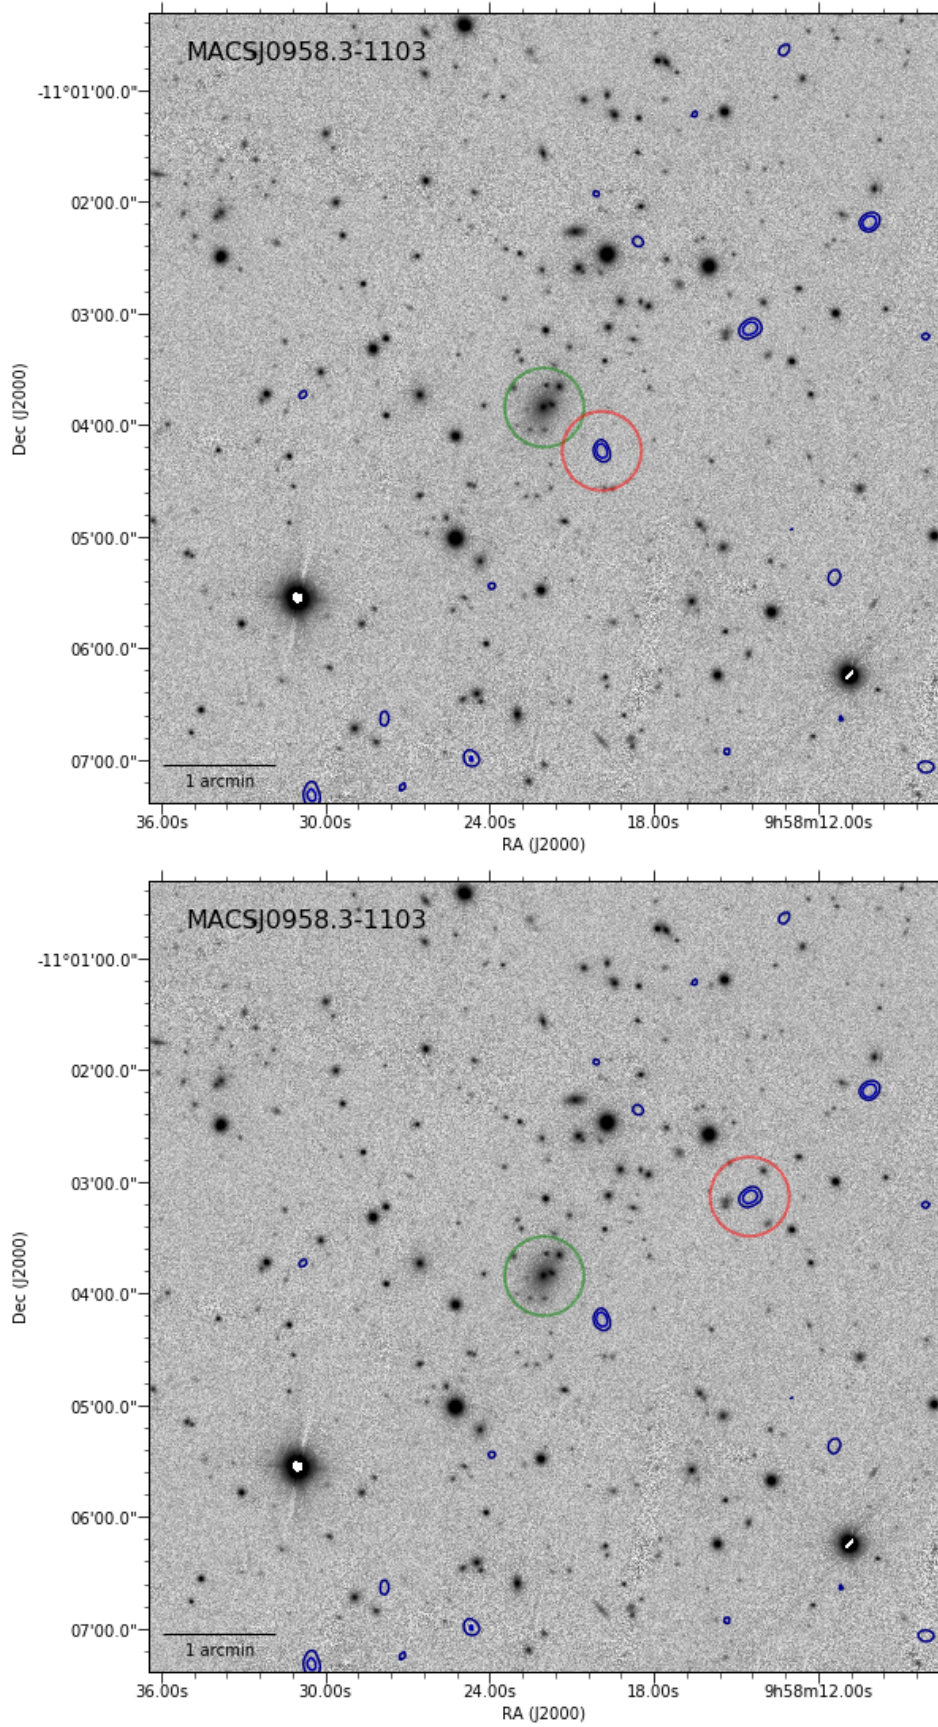 MACSJ0958.3-1103
-11°01'00.0"
02'00.0"
03'00.0"
04'00.0"
05'00.0"
06'00.0"
07'00.0"
Dec (J2000)
1 arcmin
36.00s 30.00s 24.00s 18.00s 9h58m12.00s
RA (J2000)
MACSJ0958.3-1103
-11°01'00.0"
02'00.0"
03'00.0"
04'00.0"
05'00.0"
06'00.0"
07'00.0"
Dec (J2000)
1 arcmin
36.00s 30.00s 24.00s 18.00s 9h58m12.00s
RA (J2000)